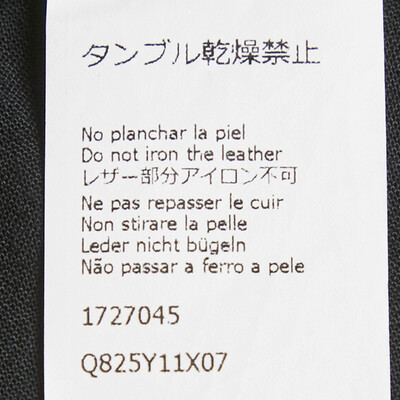 タンブル乾燥禁止
No planchar la piel
Do not iron the leather
レザー部分アイロン不可
Ne pas repasser le cuir
Non stirare la pelle
Leder nicht bügeln
Não passar a ferro a pele
1727045
Q825Y11X07